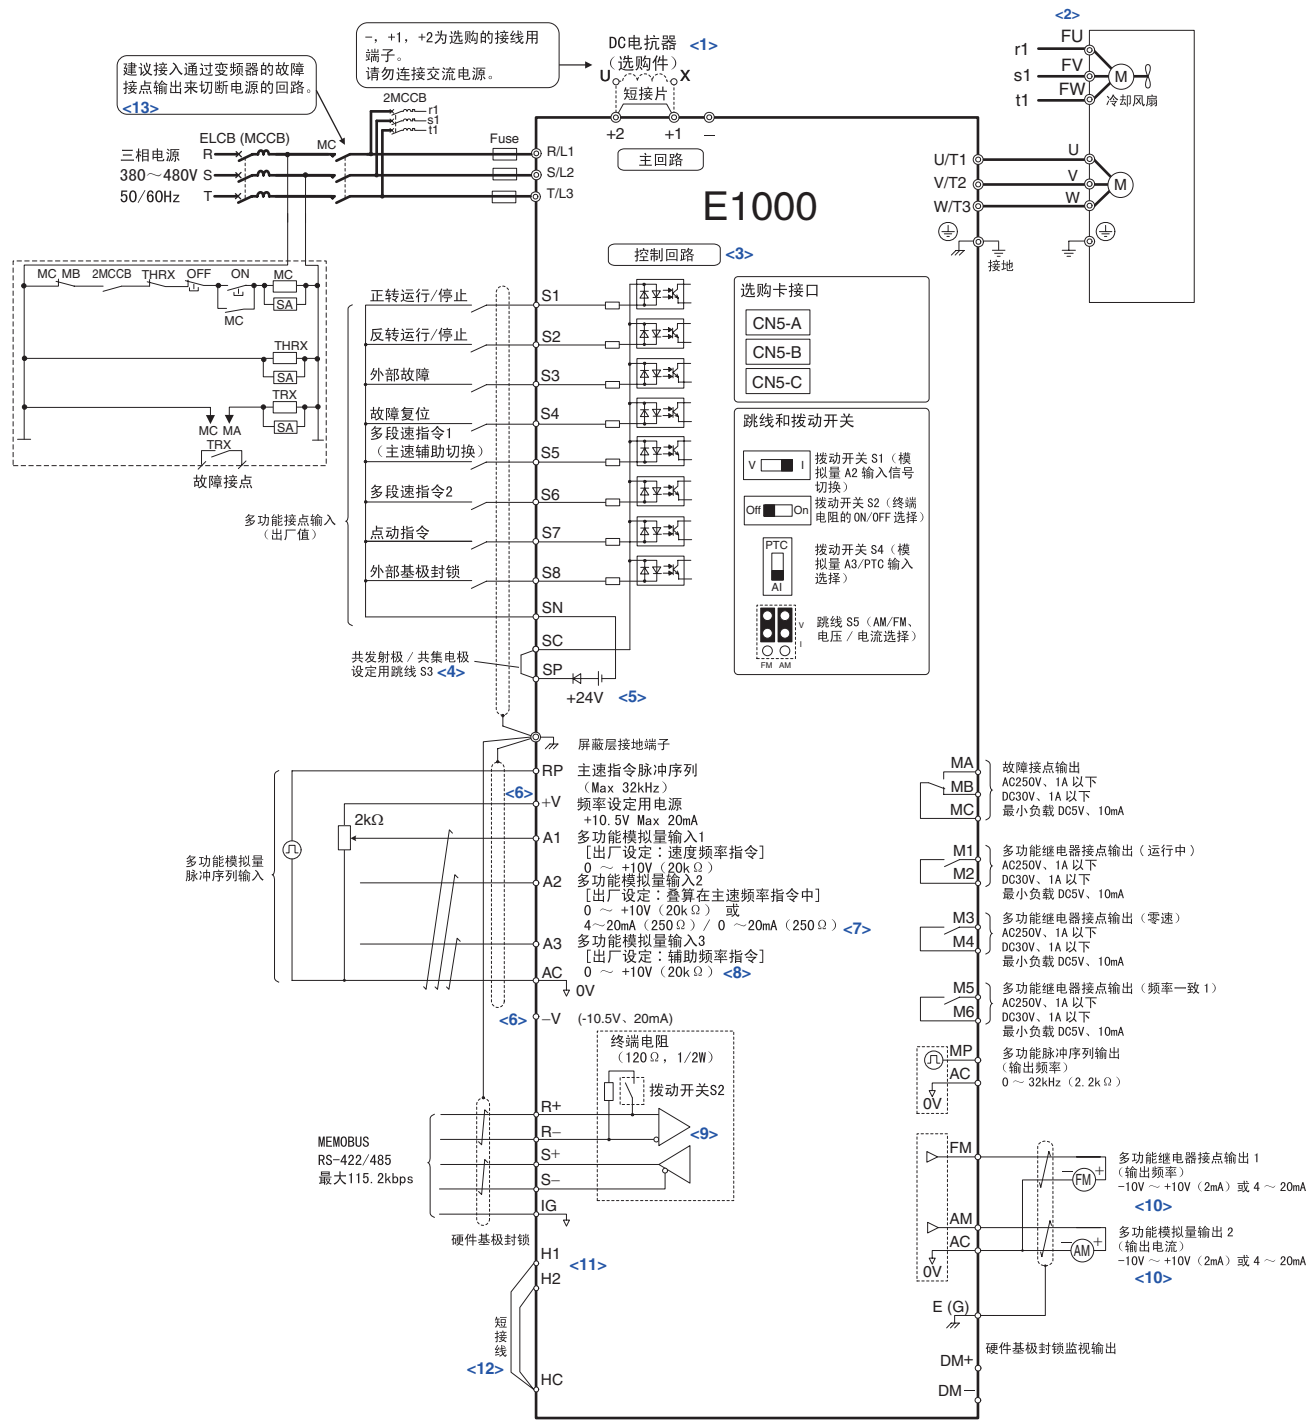 －，+1，+2为选购的接线用
端子。
请勿连接交流电源。
DC电抗器 <1>
（选购件）
U X
短接片
+2 +1 －
主回路
建议接入通过变频器的故障
接点输出来切断电源的回路。
<13>
2MCCB
r1
s1
t1
ELCB (MCCB)
MC
Fuse
三相电源
380～480V
50/60Hz
R
S
T
R/L1
S/L2
T/L3
E1000
<2>
r1 FU
s1 FV
t1 FW
M
冷却风扇
U/T1 U
V/T2 V
W/T3 W
M
接地
MC MB 2MCCB THRX OFF ON MC
SA
MC
THRX
SA
TRX
SA
MC MA
TRX
故障接点
控制回路 <3>
正转运行/停止 S1
反转运行/停止 S2
外部故障 S3
故障复位 S4
多段速指令1
（主速辅助切换） S5
多段速指令2 S6
点动指令 S7
外部基极封锁 S8
多功能接点输入
（出厂值）
SN
SC
SP
+24V <5>
共发射极 / 共集电极
设定用跳线 S3 <4>
选购卡接口
CN5-A
CN5-B
CN5-C
跳线和拨动开关
V I
拨动开关 S1（模
拟量 A2 输入信号
切换）
Off On
拨动开关 S2（终端
电阻的 ON/OFF 选择）
PTC
AI
拨动开关 S4（模
拟量 A3/PTC 输入
选择）
V
I
FM AM
跳线 S5（AM/FM、
电压 / 电流选择）
屏蔽层接地端子
多功能模拟量
脉冲序列输入
2kΩ
<6>
RP 主速指令脉冲序列
（Max 32kHz）
+V 频率设定用电源
+10.5V Max 20mA
A1 多功能模拟量输入1
［出厂设定：速度频率指令］
0 ～ +10V（20kΩ）
A2 多功能模拟量输入2
［出厂设定：叠算在主速频率指令中］
0 ～ +10V（20kΩ） 或
4～20mA（250Ω）/ 0 ～20mA（250Ω）<7>
A3 多功能模拟量输入3
［出厂设定：辅助频率指令］
0 ～ +10V（20kΩ）<8>
AC
0V
<6> －V (-10.5V、20mA)
终端电阻
（120Ω, 1/2W）
拨动开关S2
<9>
MEMOBUS
RS-422/485
最大115.2kbps
R+
R－
S+
S－
IG
硬件基极封锁
H1 <11>
H2
短
接
线
<12>
HC
MA
MB
MC
故障接点输出
AC250V、1A 以下
DC30V、1A 以下
最小负载 DC5V、10mA
M1
M2
多功能继电器接点输出（运行中）
AC250V、1A 以下
DC30V、1A 以下
最小负载 DC5V、10mA
M3
M4
多功能继电器接点输出（零速）
AC250V、1A 以下
DC30V、1A 以下
最小负载 DC5V、10mA
M5
M6
多功能继电器接点输出（频率一致 1）
AC250V、1A 以下
DC30V、1A 以下
最小负载 DC5V、10mA
MP
AC
0V
多功能脉冲序列输出
（输出频率）
0 ～ 32kHz（2.2kΩ）
FM
－ FM +
多功能继电器接点输出 1
（输出频率）
-10V ～ +10V（2mA）或 4 ～ 20mA
<10>
AM
AC
0V
－ AM +
多功能模拟量输出 2
（输出电流）
-10V ～ +10V（2mA）或 4 ～ 20mA
<10>
E (G)
硬件基极封锁监视输出
DM+
DM－